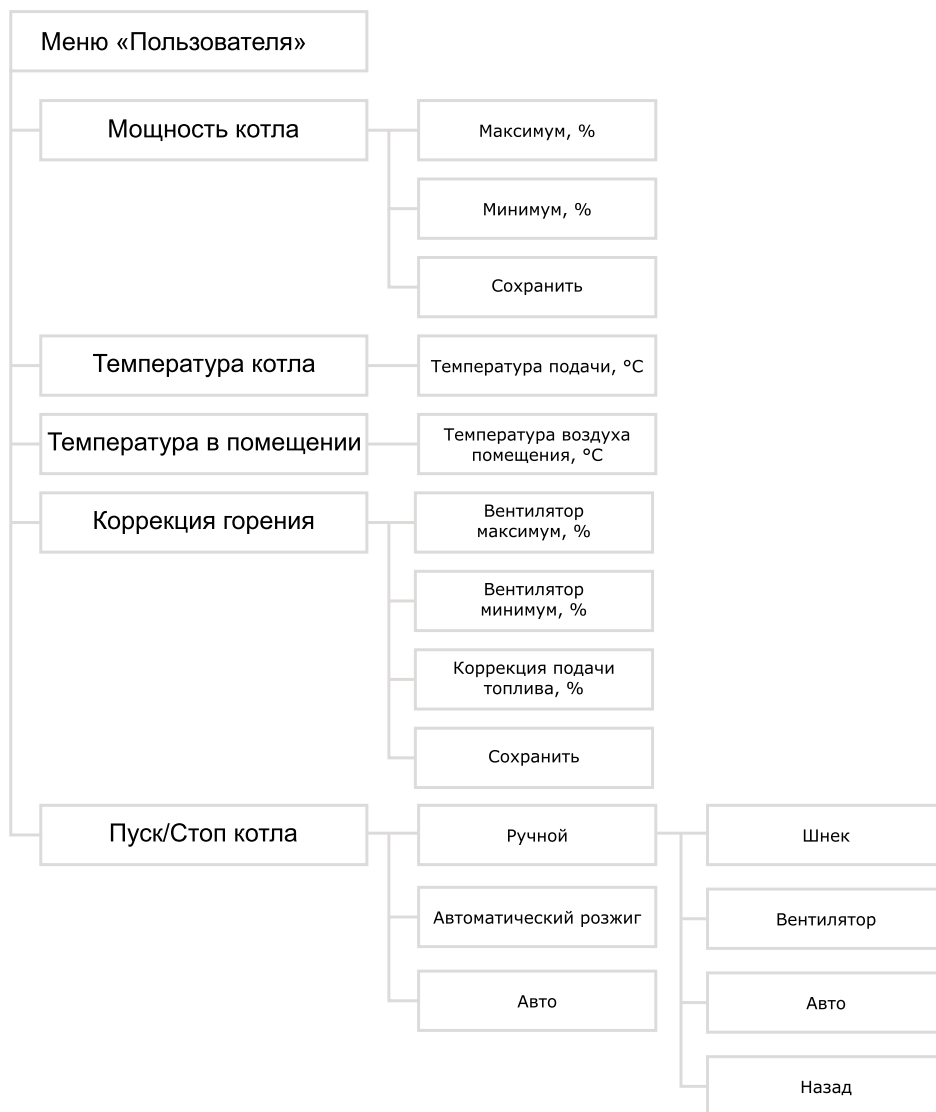 Меню «Пользователя»
Мощность котла
Максимум, %
Минимум, %
Сохранить
Температура котла
Температура подачи, °C
Температура в помещении
Температура воздуха
помещения, °C
Коррекция горения
Вентилятор
максимум, %
Вентилятор
минимум, %
Коррекция подачи
топлива, %
Сохранить
Пуск/Стоп котла
Ручной
Шнек
Вентилятор
Авто
Назад
Автоматический розжиг
Авто